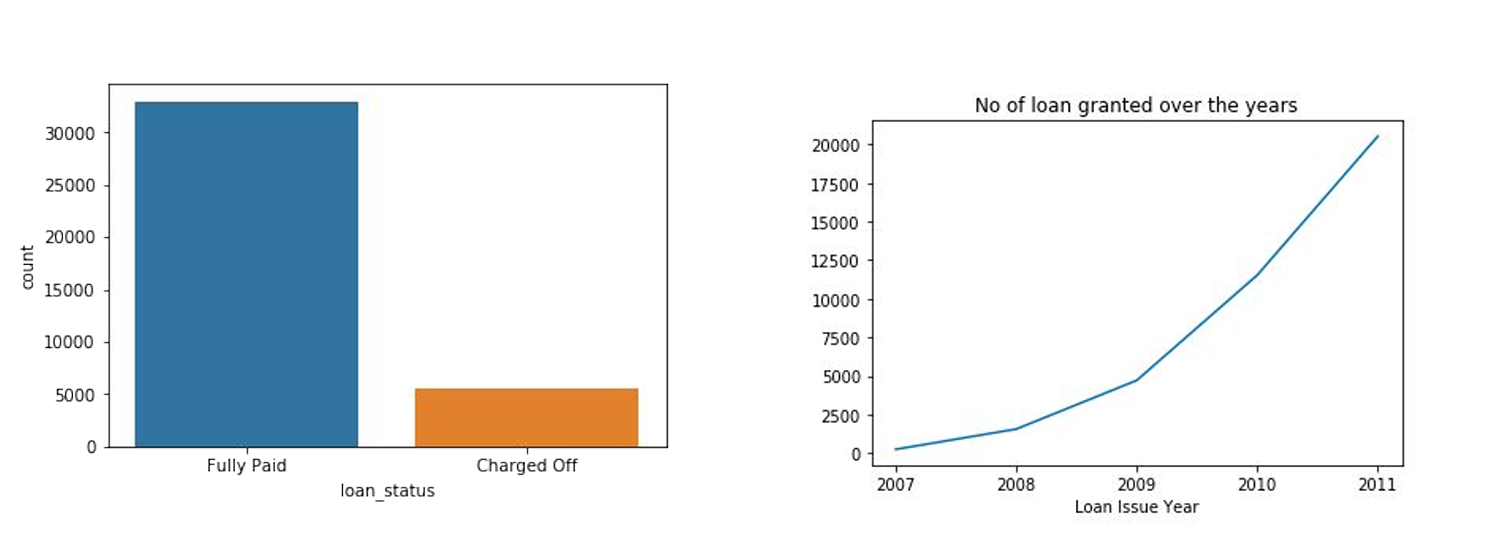 30000
25000
20000
15000
10000
5000
0
count
Fully Paid
Charged Off
loan_status
No of loan granted over the years
20000
17500
15000
12500
10000
7500
5000
2500
0
2007 2008 2009 2010 2011
Loan Issue Year